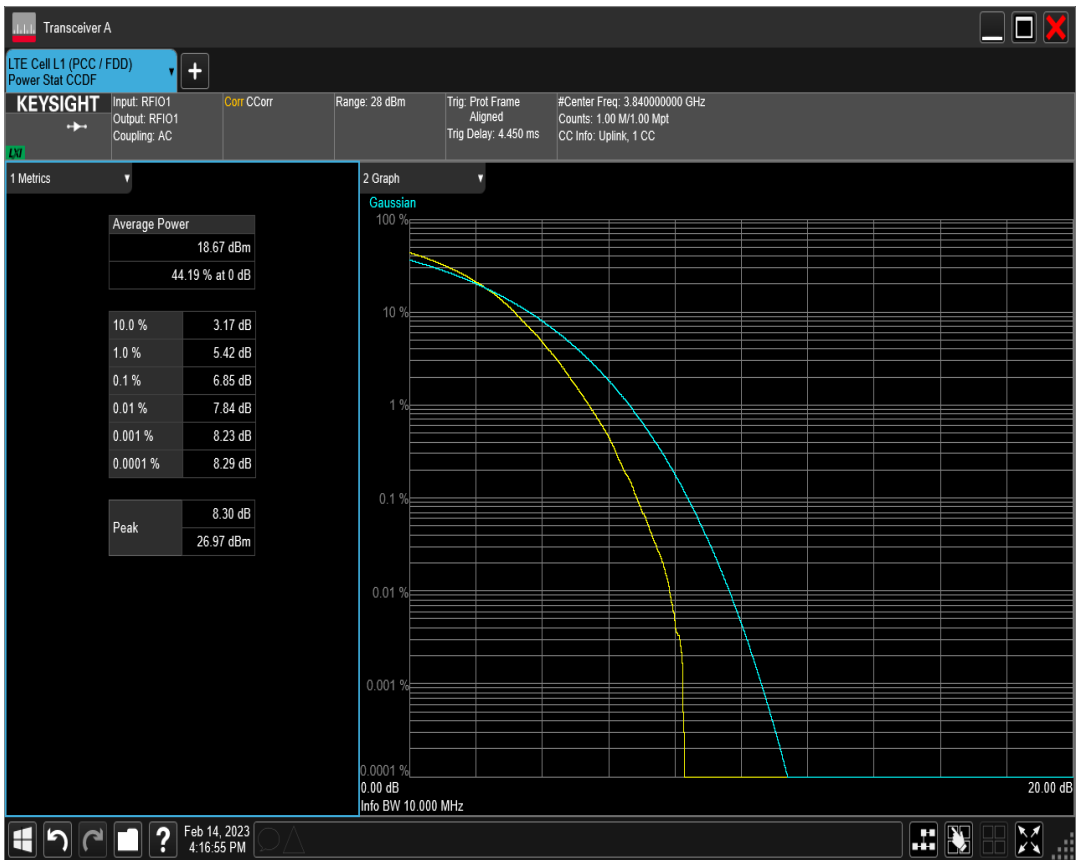 Transceiver A
LTE Cell L1 (PCC / FDD)
Power Stat CCDF
+
KEYSIGHT
LXI
Input: RFIO1
Output: RFIO1
Coupling: AC
Corr CCorr
Range: 28 dBm
Trig: Prot Frame
Aligned
Trig Delay: 4.450 ms
#Center Freq: 3.840000000 GHz
Counts: 1.00 M/1.00 Mpt
CC Info: Uplink, 1 CC
1 Metrics
Average Power
18.67 dBm
44.19 % at 0 dB
10.0 % 3.17 dB
1.0 % 5.42 dB
0.1 % 6.85 dB
0.01 % 7.84 dB
0.001 % 8.23 dB
0.0001 % 8.29 dB
Peak
8.30 dB
26.97 dBm
2 Graph
Gaussian
100 %
10 %
1 %
0.1 %
0.01 %
0.001 %
0.0001 %
0.00 dB 20.00 dB
Info BW 10.000 MHz
?
Feb 14, 2023
4:16:55 PM